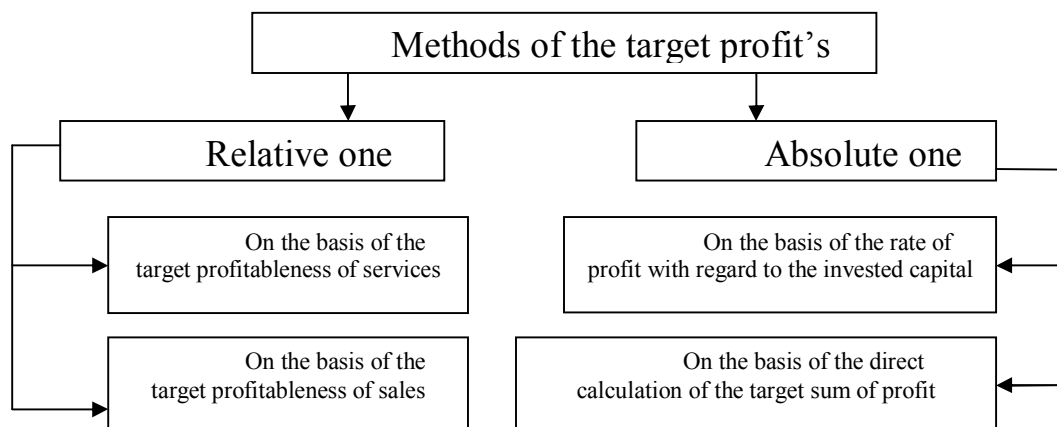 Methods of the target profit’s
Relative one
Absolute one
On the basis of the
target profitableness of services
On the basis of the rate of
profit with regard to the invested capital
On the basis of the
target profitableness of sales
On the basis of the direct
calculation of the target sum of profit